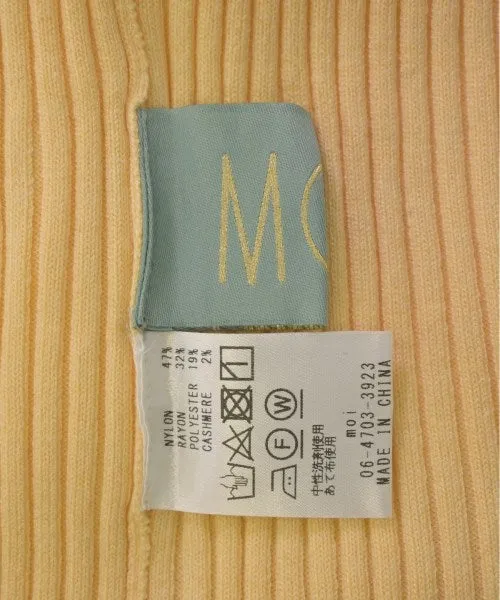 MO
NYLON 47%
RAYON 32%
POLYESTER 19%
CASHMERE 2%
F W
中性洗剤使用
あて布使用
moi
06-4703-3923
MADE IN CHINA